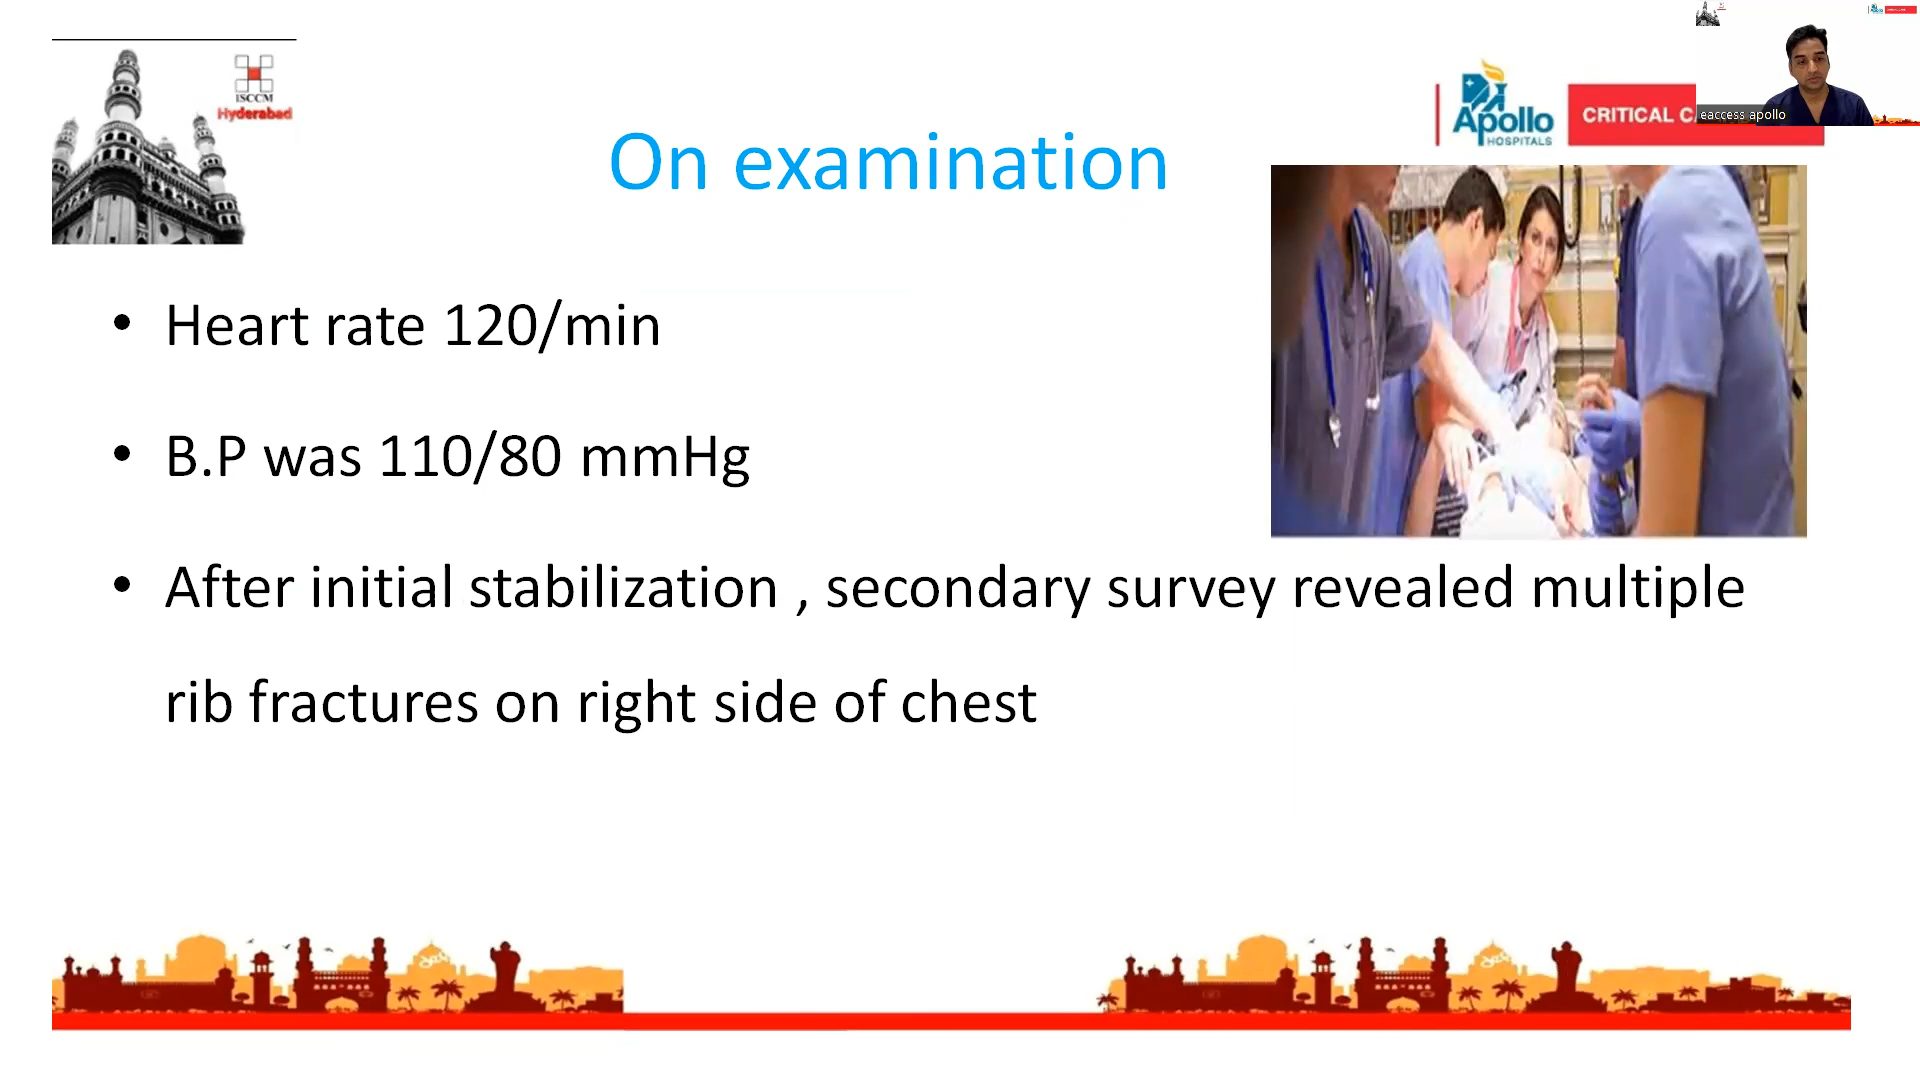 ISCCM
Hyderabad
Apollo
HOSPITALS
CRITICAL
eaccess apollo
On examination
• Heart rate 120/min
• B.P was 110/80 mmHg
• After initial stabilization , secondary survey revealed multiple
rib fractures on right side of chest